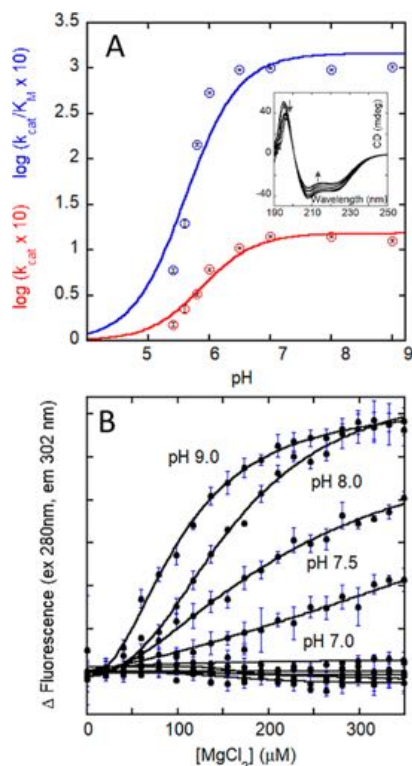 A
log (kcat/KM x 10)
log (kcat x 10)
3.5
3
2.5
2
1.5
1
0.5
0
5 6 7 8 9
pH
40
0
-40
CD (mdeg)
190 210 230 250
Wavelength (nm)
B
Δ Fluorescence (ex 280nm, em 302 nm)
pH 9.0
pH 8.0
pH 7.5
pH 7.0
0 100 200 300
[MgCl2] (μM)